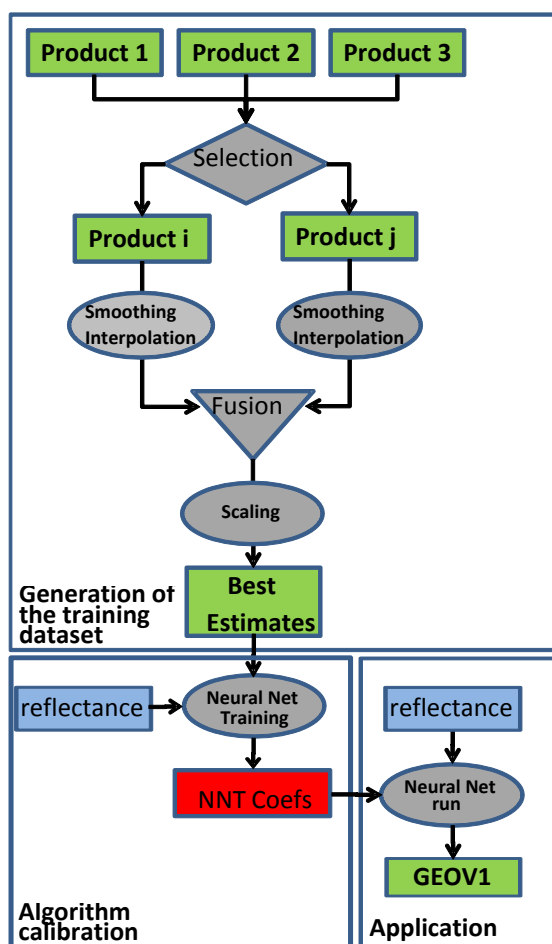 Product 1
Product 2
Product 3
Selection
Product i
Product j
Smoothing
Interpolation
Smoothing
Interpolation
Fusion
Scaling
Best
Estimates
Generation of
the training
dataset
reflectance
Neural Net
Training
NNT Coefs
Algorithm
calibration
reflectance
Neural Net
run
GEOV1
Application